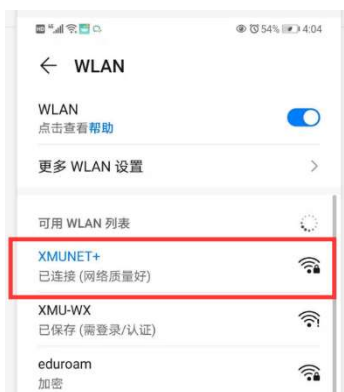 54% 4:04
WLAN
WLAN
点击查看帮助
更多 WLAN 设置
可用 WLAN 列表
XMUNET+
已连接 (网络质量好)
XMU-WX
已保存 (需登录/认证)
eduroam
加密